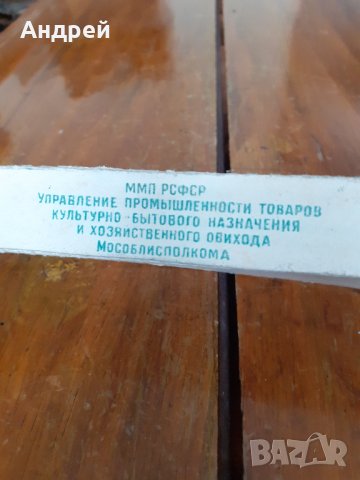 Андрей
ММП РСФСР
УПРАВЛЕНИЕ ПРОМЫШЛЕННОСТИ ТОВАРОВ
КУЛЬТУРНО-БЫТОВОГО НАЗНАЧЕНИЯ
И ХОЗЯЙСТВЕННОГО ОБИХОДА
МОСОБЛИСПОЛКОМА
BAZAR